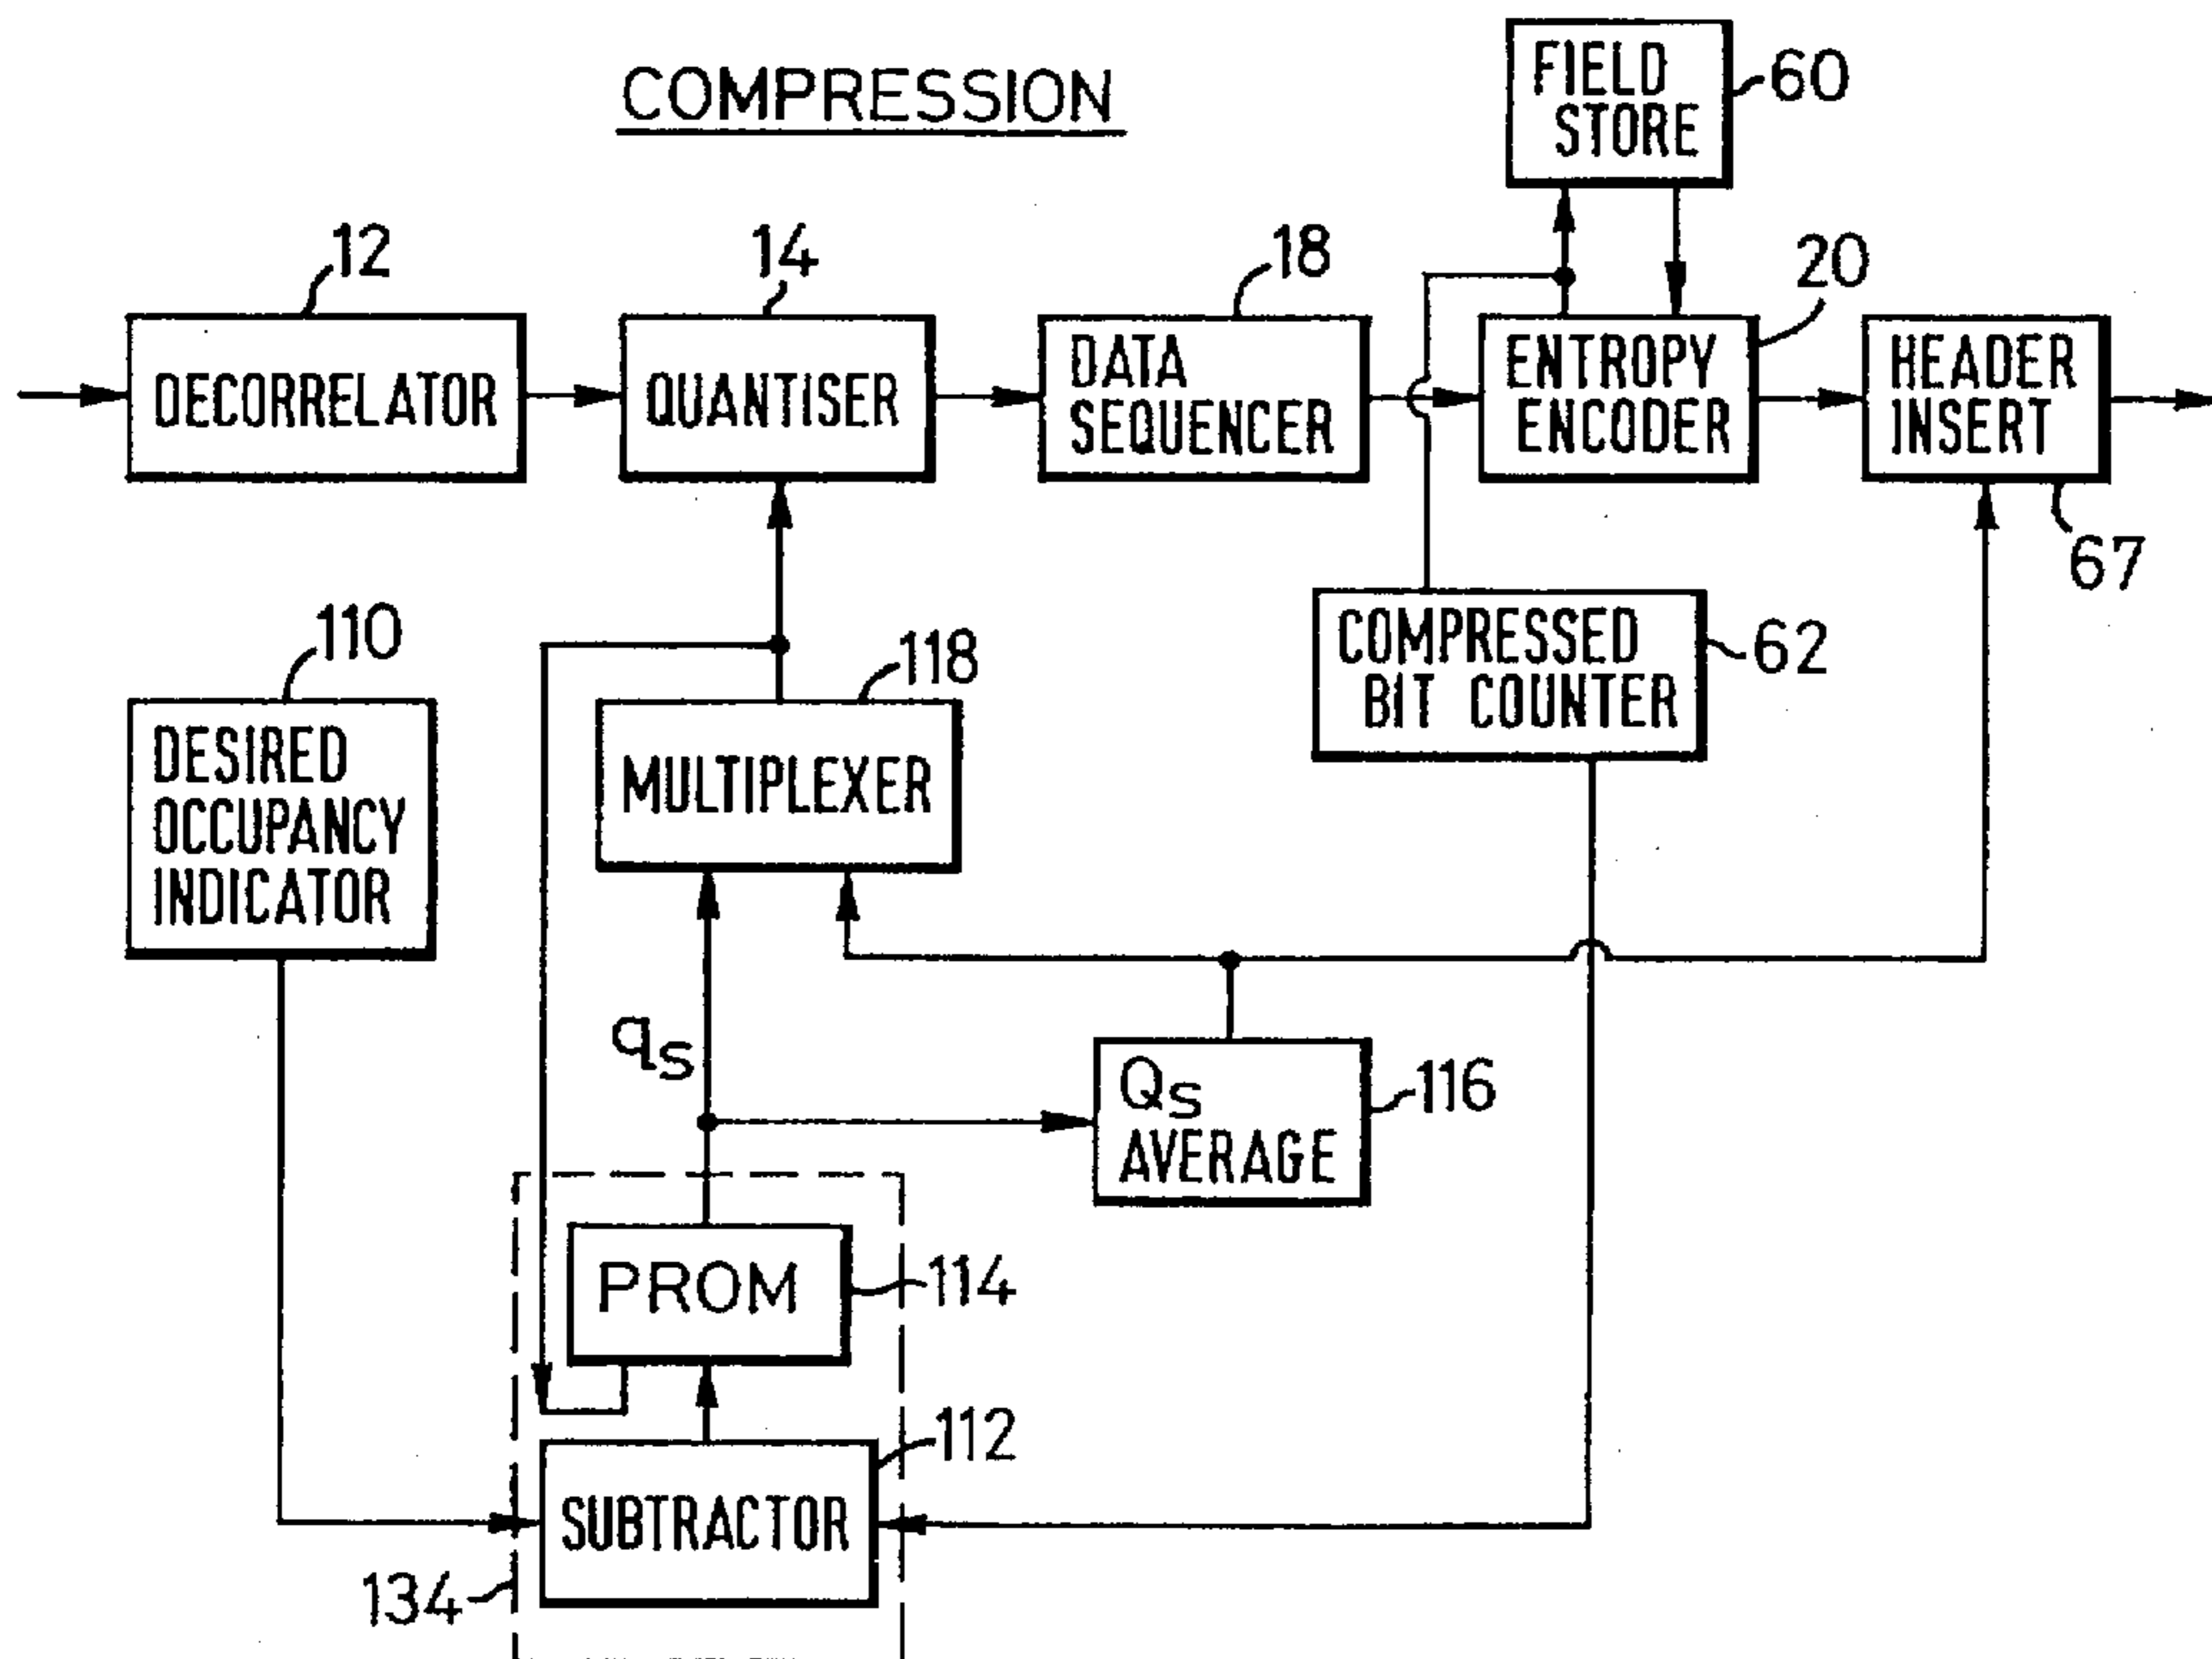 COMPRESSION
FIELD
STORE
60
12
14
18
20
DECORRELATOR
QUANTISER
DATA
SEQUENCER
ENTROPY
ENCODER
HEADER
INSERT
67
110
118
COMPRESSED
BIT COUNTER
62
DESIRED
OCCUPANCY
INDICATOR
MULTIPLEXER
qs
Qs
AVERAGE
116
PROM
114
112
SUBTRACTOR
134